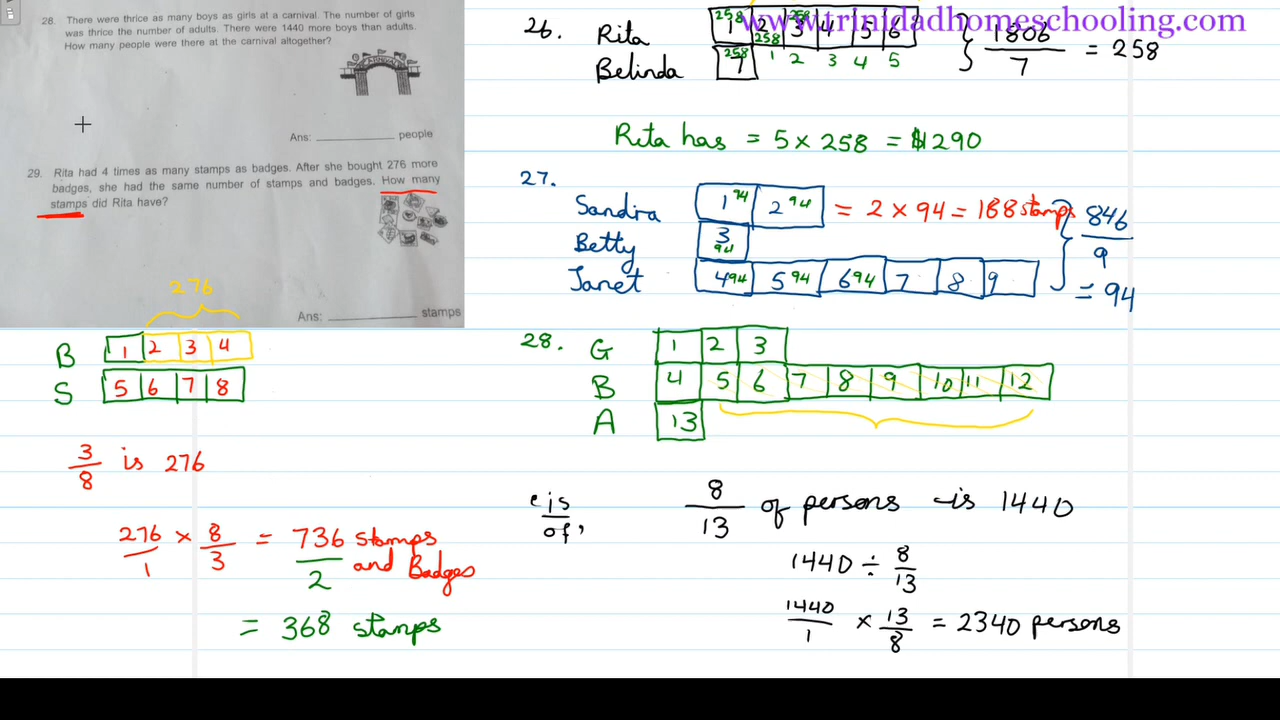 28. There were thrice as many boys as girls at a carnival. The number of girls
was thrice the number of adults. There were 1440 more boys than adults.
How many people were there at the carnival altogether?
CARNIVAL
Ans: __________ people
29. Rita had 4 times as many stamps as badges. After she bought 276 more
badges, she had the same number of stamps and badges. How many
stamps did Rita have?
Ans: __________ stamps
276
B 1 2 3 4
S 5 6 7 8
3/8 is 276
276/1 × 8/3 = 736/2 stamps and Badges
= 368 stamps
www.trinidadhomeschooling.com
26. Rita 258 1 2 258 258 3 4 5 6
Belinda 258 7 1 2 3 4 5
} 1806/7 = 258
Rita has = 5 × 258 = $1290
27.
Sandra 1 94 2 94 = 2 × 94 = 188 stamps
Betty 3 94
Janet 4 94 5 94 6 94 7 8 9
} 846/9
= 94
28. G 1 2 3
B 4 5 6 7 8 9 10 11 12
A 13
is/of, 8/13 of persons is 1440
1440 ÷ 8/13
1440/1 × 13/8 = 2340 persons